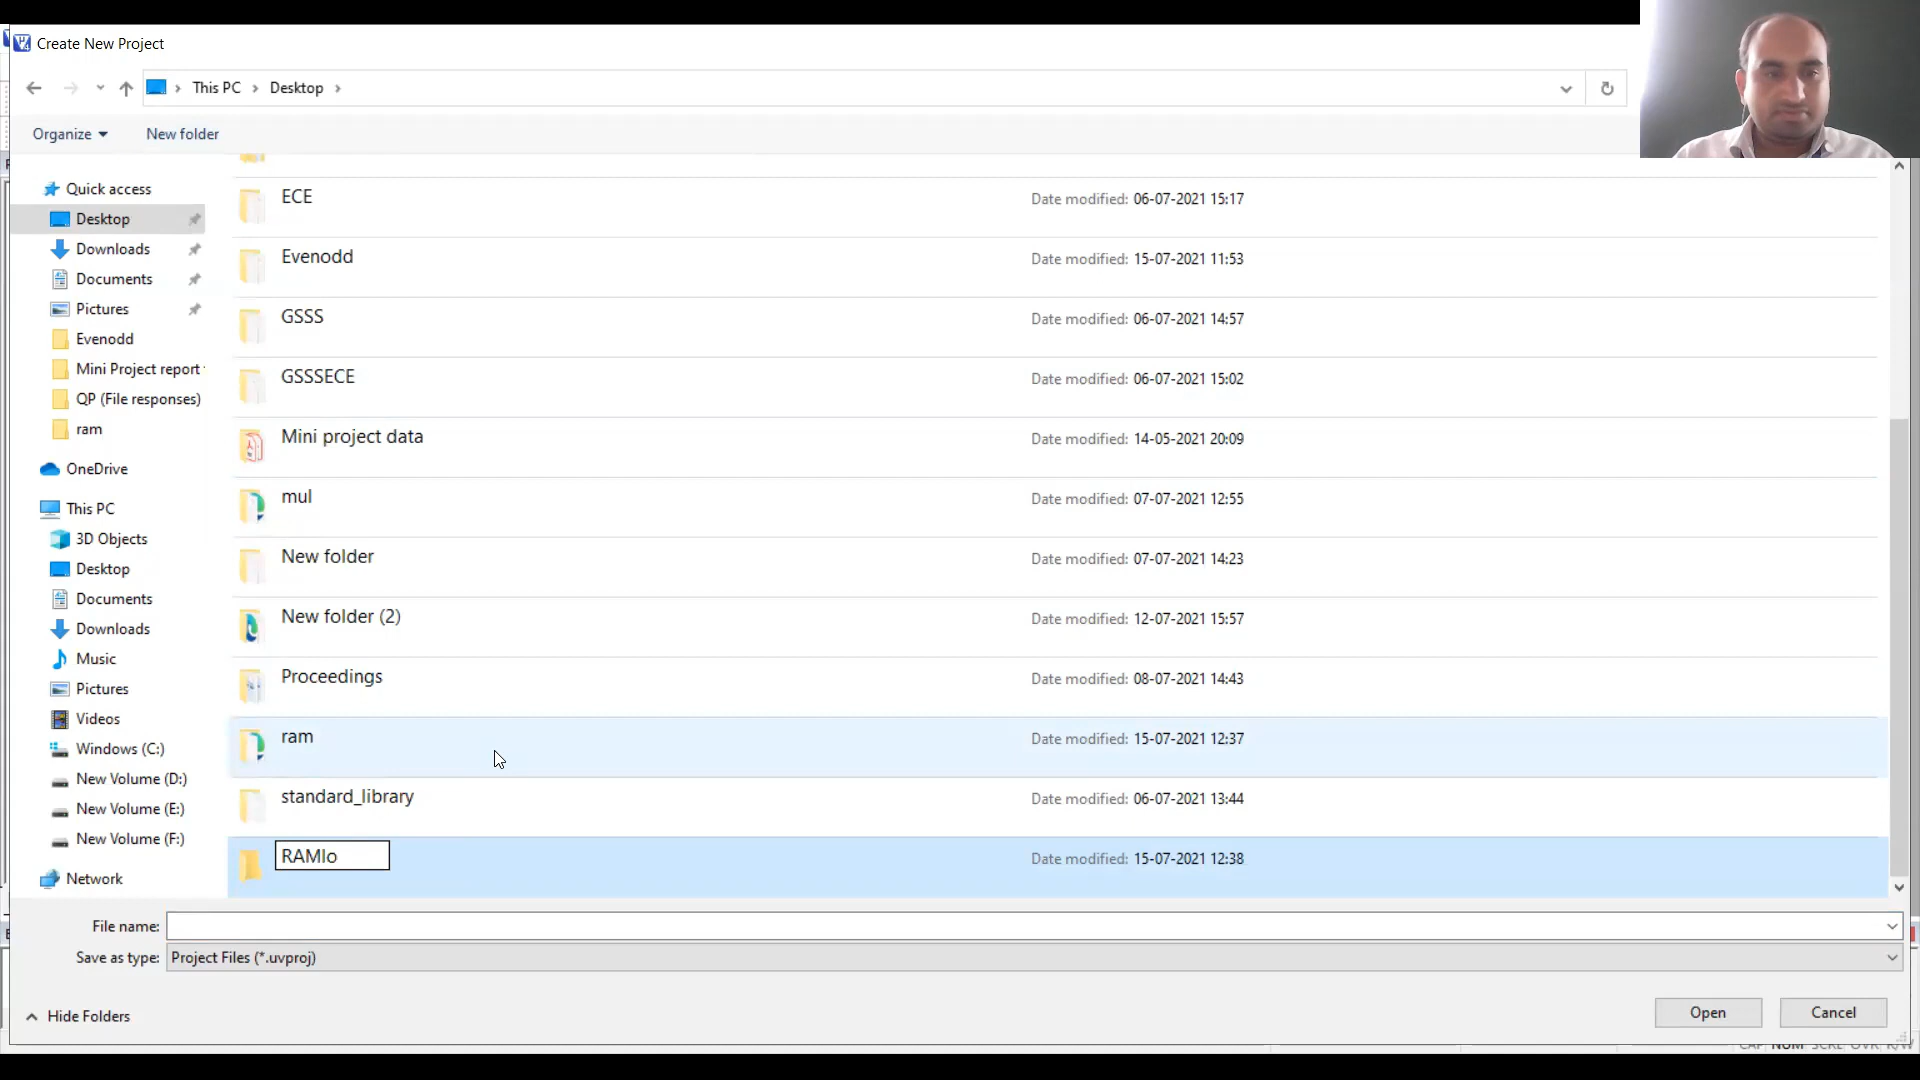 Create New Project
This PC
Desktop
Organize
New folder
Quick access
Desktop
Downloads
Documents
Pictures
Evenodd
Mini Project report
QP (File responses)
ram
OneDrive
This PC
3D Objects
Desktop
Documents
Downloads
Music
Pictures
Videos
Windows (C:)
New Volume (D:)
New Volume (E:)
New Volume (F:)
Network
ECE Date modified: 06-07-2021 15:17
Evenodd Date modified: 15-07-2021 11:53
GSSS Date modified: 06-07-2021 14:57
GSSSECE Date modified: 06-07-2021 15:02
Mini project data Date modified: 14-05-2021 20:09
mul Date modified: 07-07-2021 12:55
New folder Date modified: 07-07-2021 14:23
New folder (2) Date modified: 12-07-2021 15:57
Proceedings Date modified: 08-07-2021 14:43
ram Date modified: 15-07-2021 12:37
standard_library Date modified: 06-07-2021 13:44
RAMlo Date modified: 15-07-2021 12:38
File name:
Save as type: Project Files (*.uvproj)
Hide Folders
Open
Cancel
CAP NUM SCRL OVR R/W